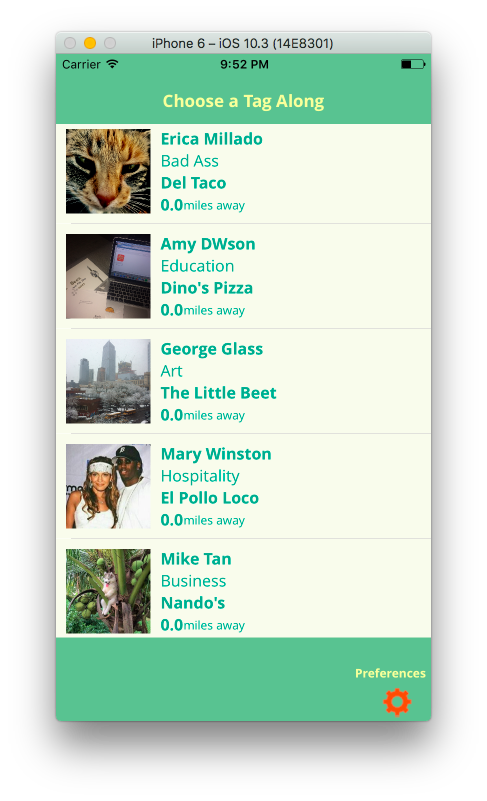 iPhone 6 – iOS 10.3 (14E8301)
Carrier 9:52 PM
Choose a Tag Along
Erica Millado
Bad Ass
Del Taco
0.0miles away
Amy DWson
Education
Dino's Pizza
0.0miles away
George Glass
Art
The Little Beet
0.0miles away
Mary Winston
Hospitality
El Pollo Loco
0.0miles away
Mike Tan
Business
Nando's
0.0miles away
Preferences